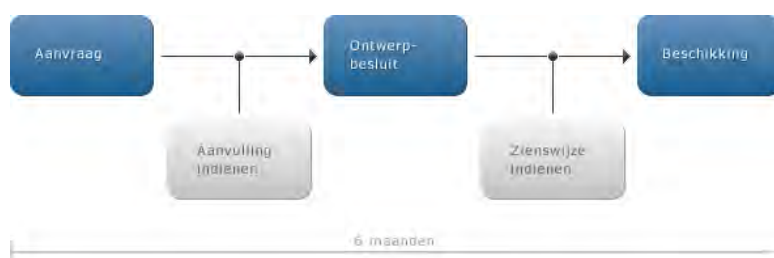 Aanvraag
Ontwerp-
besluit
Beschikking
Aanvulling
indienen
Zienswijze
indienen
6 maanden